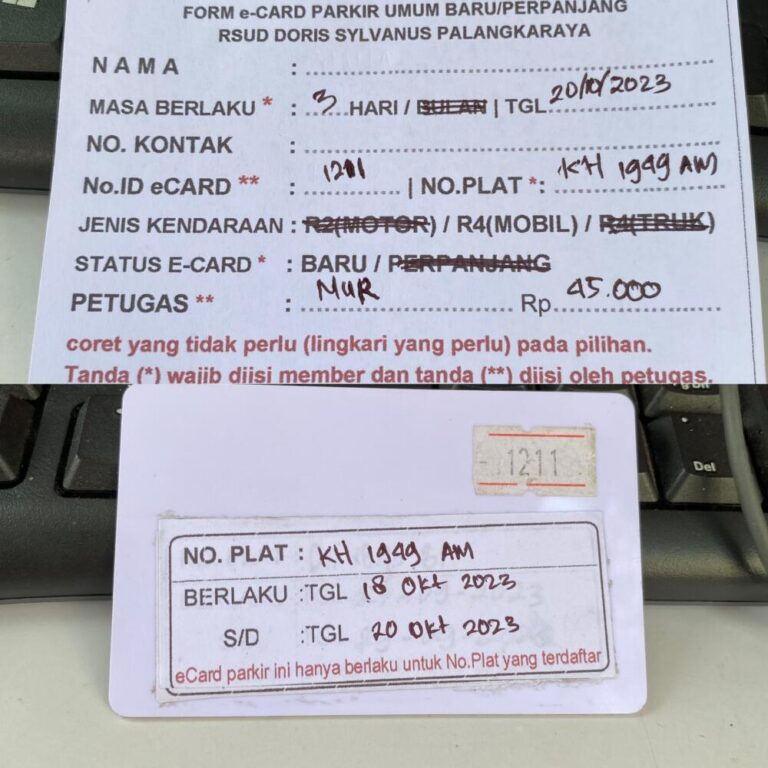 FORM e-CARD PARKIR UMUM BARU/PERPANJANG
RSUD DORIS SYLVANUS PALANGKARAYA
NAMA :
MASA BERLAKU * : 3 HARI / BULAN | TGL 20/10/2023
NO. KONTAK :
No.ID eCARD ** : 1211 | NO.PLAT *: KH 1949 AM
JENIS KENDARAAN : R2(MOTOR) / R4(MOBIL) / R4(TRUK)
STATUS E-CARD * : BARU / PERPANJANG
PETUGAS ** : MUR Rp. 45.000
coret yang tidak perlu (lingkari yang perlu) pada pilihan.
Tanda (*) wajib diisi member dan tanda (**) diisi oleh petugas.
Del
1211
NO. PLAT : KH 1949 AM
BERLAKU :TGL 18 Okt 2023
S/D :TGL 20 Okt 2023
eCard parkir ini hanya berlaku untuk No.Plat yang terdaftar